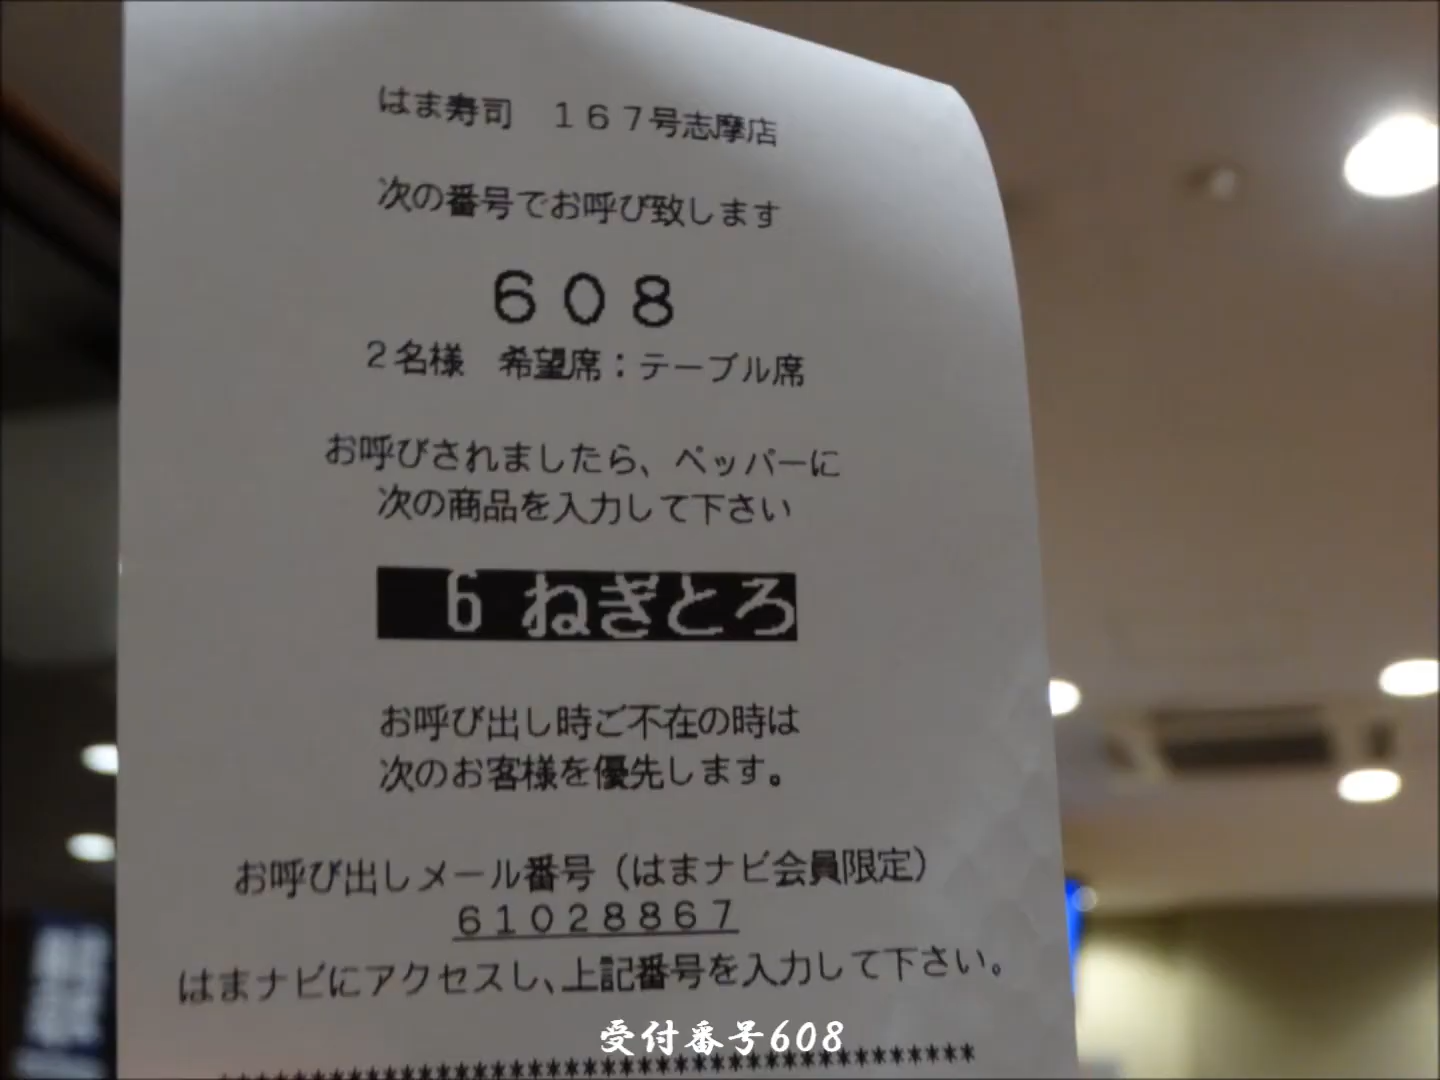 はま寿司　１６７号志摩店
次の番号でお呼び致します
６０８
２名様　希望席：テーブル席
お呼びされましたら、ペッパーに
次の商品を入力して下さい
6 ねぎとろ
お呼び出し時ご不在の時は
次のお客様を優先します。
お呼び出しメール番号（はまナビ会員限定）
６１０２８８６７
はまナビにアクセスし、上記番号を入力して下さい。
受付番号608